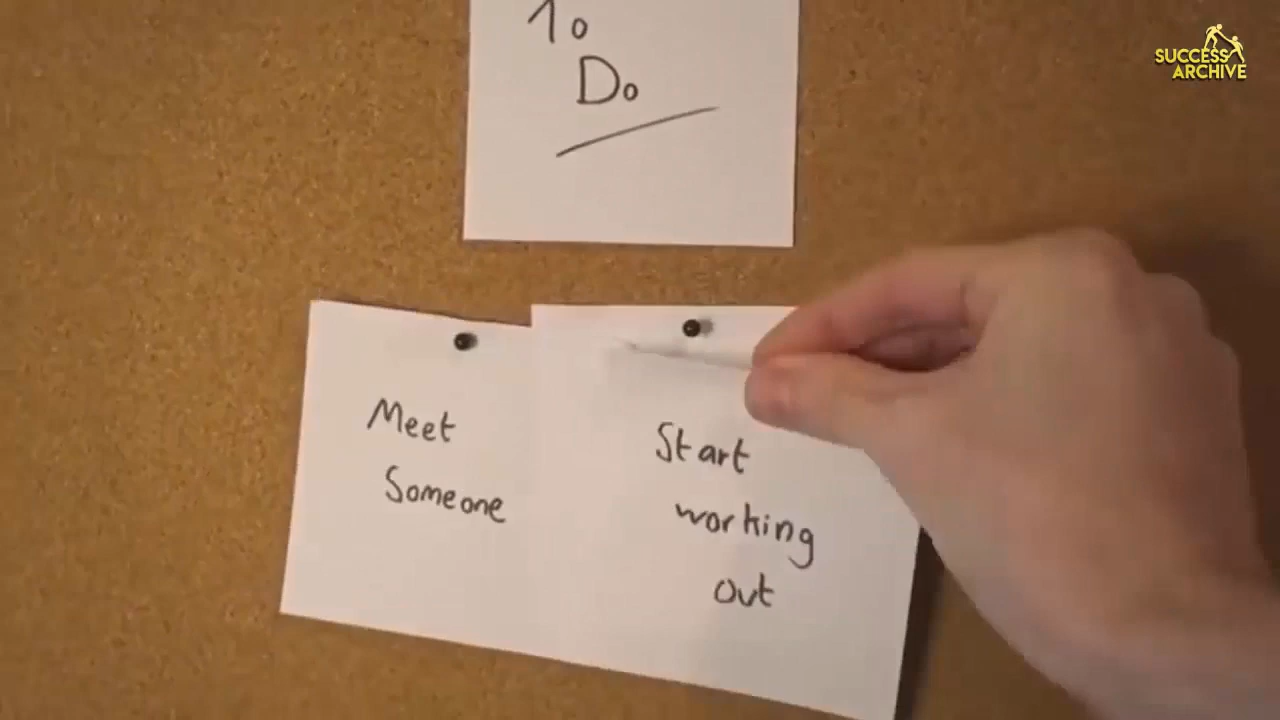 To
Do
SUCCESS
ARCHIVE
Meet
Someone
Start
working
out